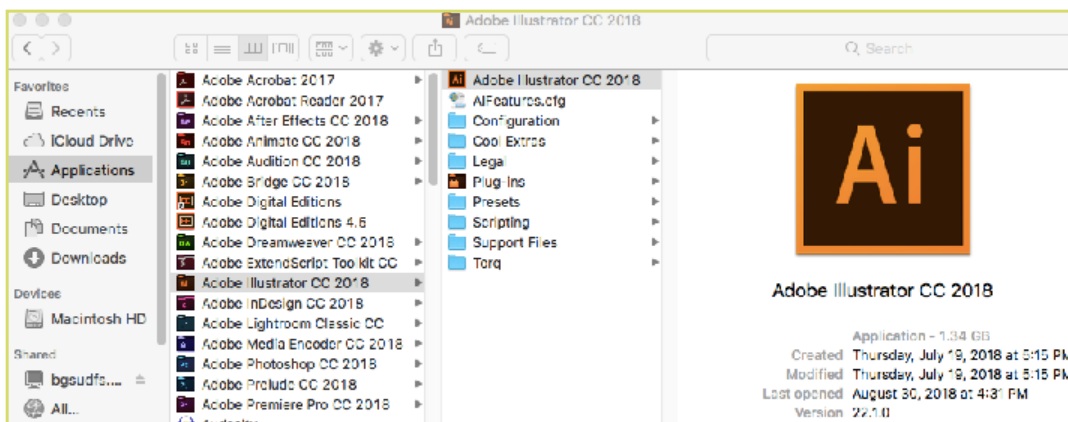 Adobe Illustrator CC 2018
Search
Favorites
Recents
iCloud Drive
Applications
Desktop
Documents
Downloads
Devices
Macintosh HD
Shared
bgsudfs....
All...
Adobe Acrobat 2017
Adobe Acrobat Reader 2017
Adobe After Effects CC 2018
Adobe Animate CC 2018
Adobe Audition CC 2018
Adobe Bridge CC 2018
Adobe Digital Editions
Adobe Digital Editions 4.5
Adobe Dreamweaver CC 2018
Adobe ExtendScript Toolkit CC
Adobe Illustrator CC 2018
Adobe InDesign CC 2018
Adobe Lightroom Classic CC
Adobe Media Encoder CC 2018
Adobe Photoshop CC 2018
Adobe Prelude CC 2018
Adobe Premiere Pro CC 2018
Audacity
Ai Adobe Illustrator CC 2018
AIFeatures.cfg
Configuration
Cool Extras
Legal
Plug-ins
Presets
Scripting
Support Files
Torq
Ai
Adobe Illustrator CC 2018
Application - 1.34 GB
Created Thursday, July 19, 2018 at 5:15 PM
Modified Thursday, July 19, 2018 at 5:15 PM
Last opened August 30, 2018 at 4:31 PM
Version 22.1.0